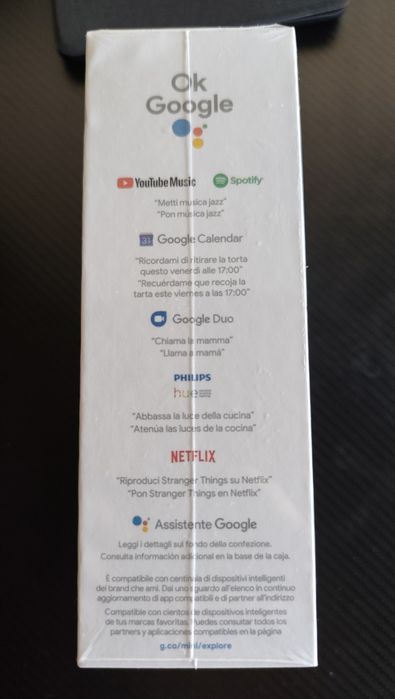 Ok
Google
YouTube Music Spotify
"Metti musica jazz"
"Pon música jazz"
31 Google Calendar
"Ricordami di ritirare la torta
questo venerdì alle 17:00"
"Recuérdame que recoja la
tarta este viernes a las 17:00"
Google Duo
"Chiama la mamma"
"Llama a mamá"
PHILIPS
hue
"Abbassa la luce della cucina"
"Atenúa las luces de la cocina"
NETFLIX
"Riproduci Stranger Things su Netflix"
"Pon Stranger Things en Netflix"
Assistente Google
Leggi i dettagli sul fondo della confezione.
Consulta información adicional en la base de la caja.
È compatibile con centinaia di dispositivi intelligenti
dei brand che ami. Dai uno sguardo all'elenco in continuo
aggiornamento di app compatibili e di partner all'indirizzo
Compatible con cientos de dispositivos inteligentes
de tus marcas favoritas. Puedes consultar todos los
partners y aplicaciones compatibles en la página
g.co/mini/explore